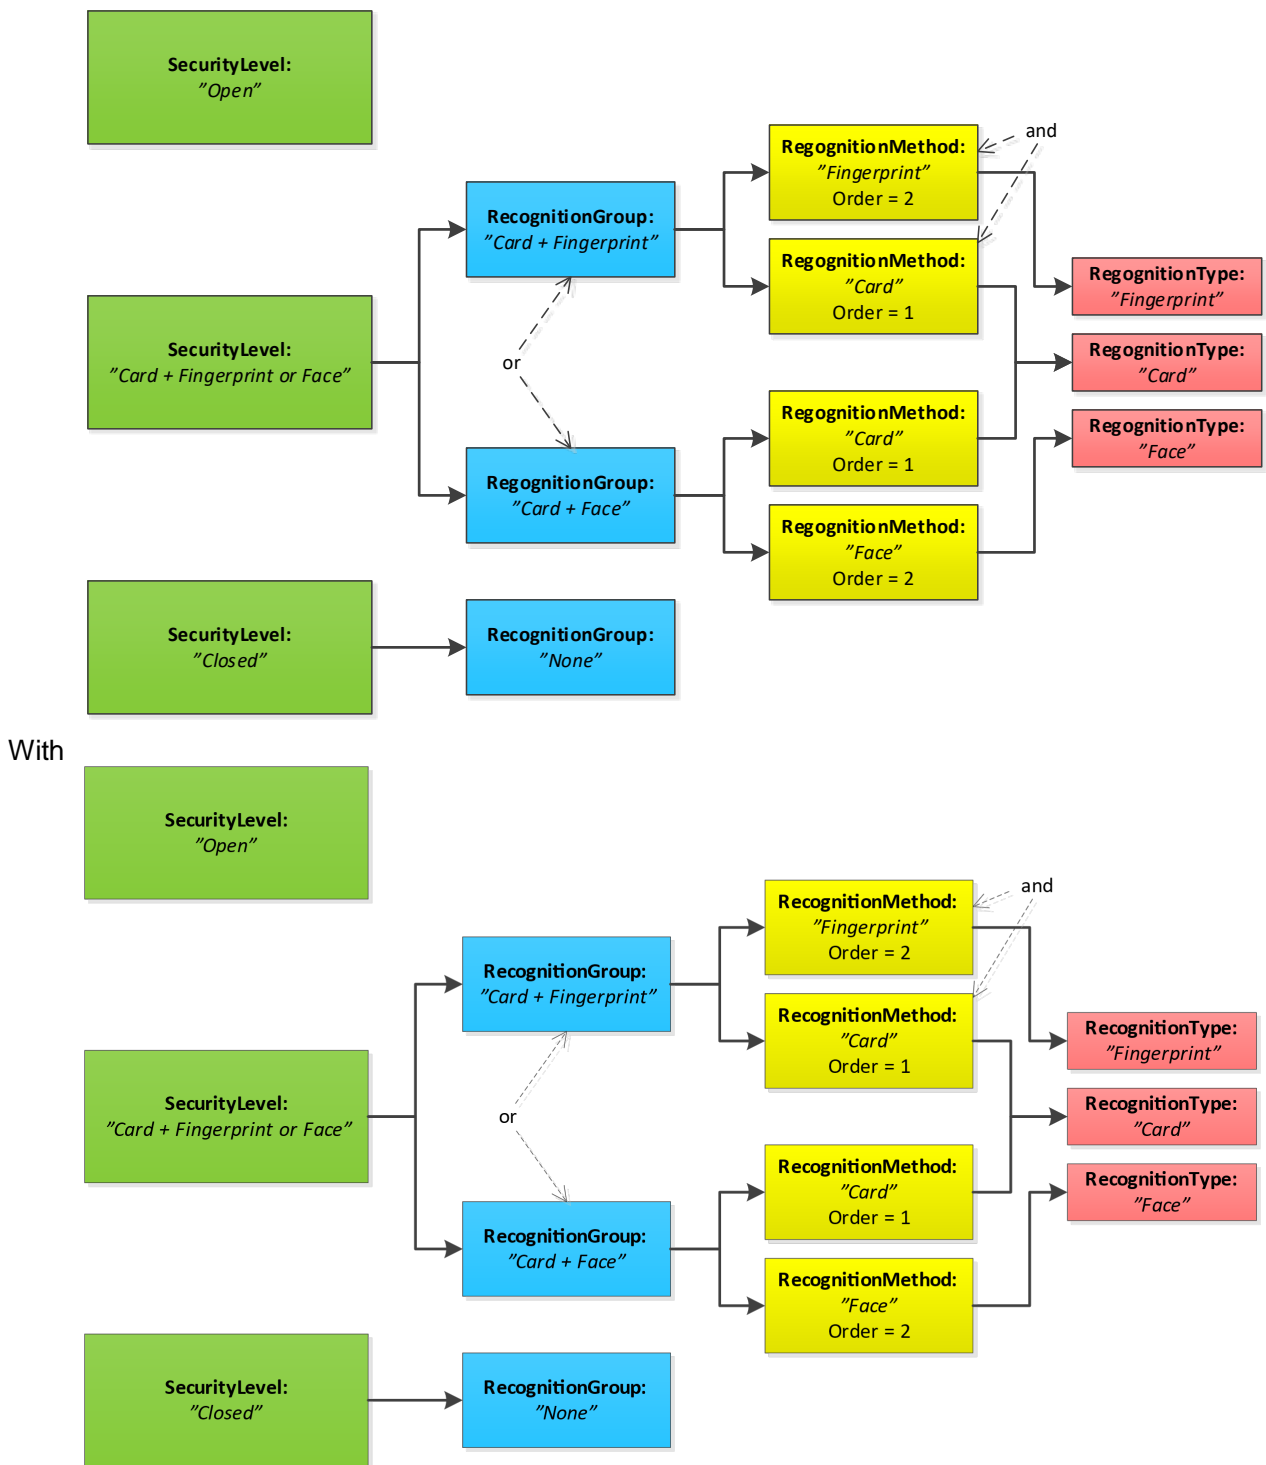 SecurityLevel:
”Open”
and
RegognitionMethod:
”Fingerprint”
Order = 2
RecognitionGroup:
”Card + Fingerprint”
RegognitionMethod:
”Card”
Order = 1
RegognitionType:
”Fingerprint”
SecurityLevel:
”Card + Fingerprint or Face”
or
RegognitionType:
”Card”
RegognitionMethod:
”Card”
Order = 1
RegognitionType:
”Face”
RegognitionGroup:
”Card + Face”
RegognitionMethod:
”Face”
Order = 2
SecurityLevel:
”Closed”
RecognitionGroup:
”None”
With
SecurityLevel:
”Open”
and
RecognitionMethod:
”Fingerprint”
Order = 2
RecognitionGroup:
”Card + Fingerprint”
RecognitionMethod:
”Card”
Order = 1
RecognitionType:
”Fingerprint”
SecurityLevel:
”Card + Fingerprint or Face”
or
RecognitionType:
”Card”
RecognitionMethod:
”Card”
Order = 1
RecognitionType:
”Face”
RecognitionGroup:
”Card + Face”
RecognitionMethod:
”Face”
Order = 2
SecurityLevel:
”Closed”
RecognitionGroup:
”None”